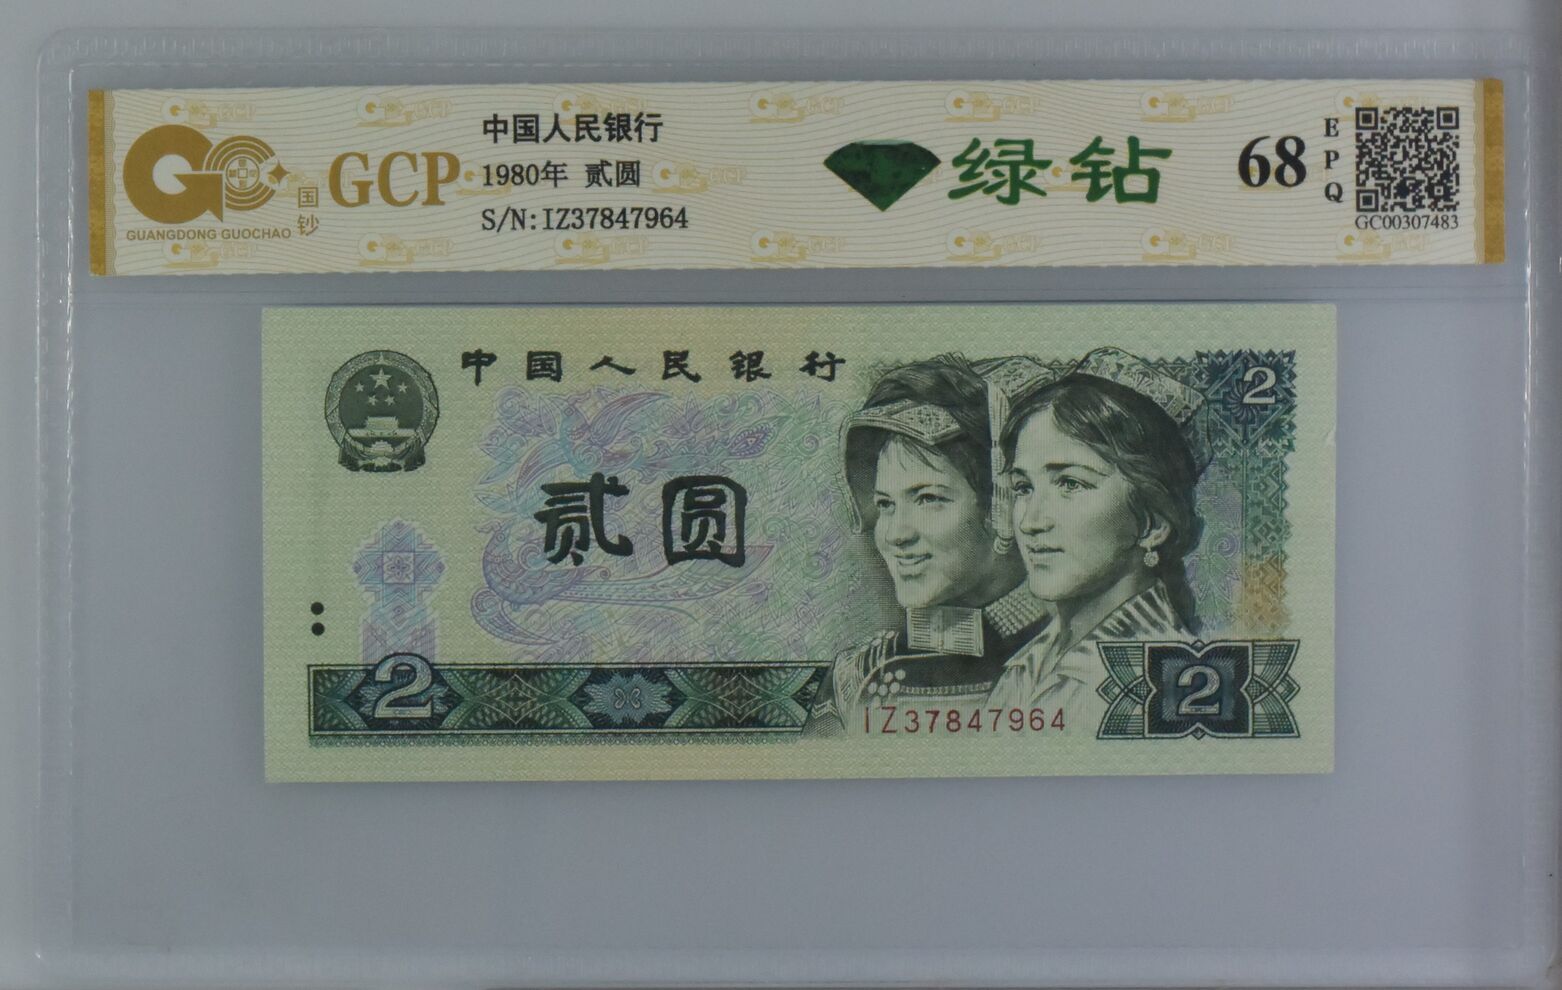 GUANGDONG GUOCHAO
国钞
GCP
中国人民银行
1980年 贰圆
S/N:IZ37847964
绿钻
68
EPQ
GC00307483
中国人民银行
2
贰圆
2
2
IZ37847964